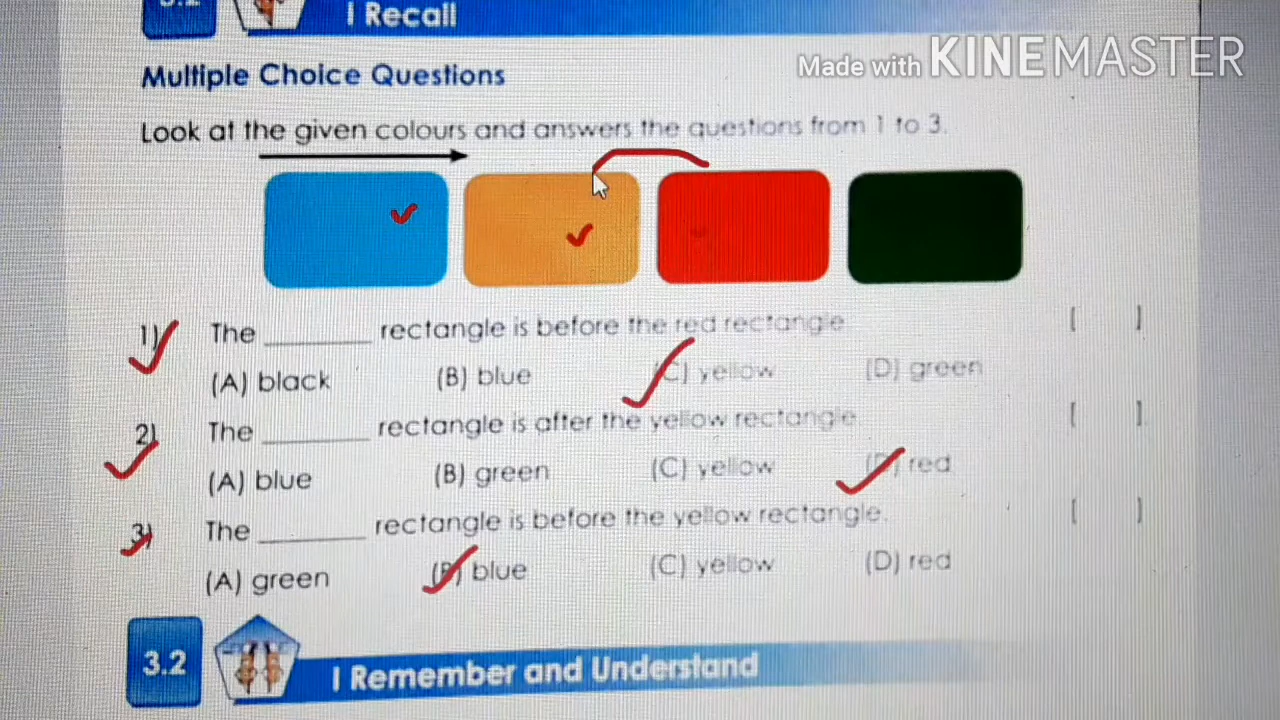 I Recall
Made with KINEMASTER
Multiple Choice Questions
Look at the given colours and answers the questions from 1 to 3.
1) The ________ rectangle is before the red rectangle [ ]
(A) black (B) blue (C) yellow (D) green
2) The ________ rectangle is after the yellow rectangle. [ ]
(A) blue (B) green (C) yellow (D) red
3) The ________ rectangle is before the yellow rectangle. [ ]
(A) green (B) blue (C) yellow (D) red
3.2 I Remember and Understand